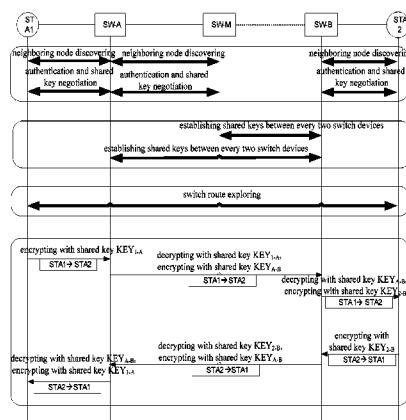 ST
A1
SW-A
SW-M
SW-B
STA
2
neighboring node discovering
neighboring node discovering
neighboring node discovering
authentication and shared
key negotiation
authentication and shared
key negotiation
authentication and shared
key negotiation
establishing shared keys between every two switch devices
establishing shared keys between every two switch devices
switch route exploring
encrypting with shared key KEY1-A
STA1→STA2
decrypting with shared key KEY1-A,
encrypting with shared key KEYA-B
STA1→STA2
decrypting with shared key KEYA-B,
encrypting with shared key KEY2-B
STA1→STA2
encrypting with
shared key KEY2-B
STA2→STA1
decrypting with shared key KEY2-B,
encrypting with shared key KEYA-B
STA2→STA1
decrypting with shared key KEYA-B,
encrypting with shared key KEY1-A
STA2→STA1